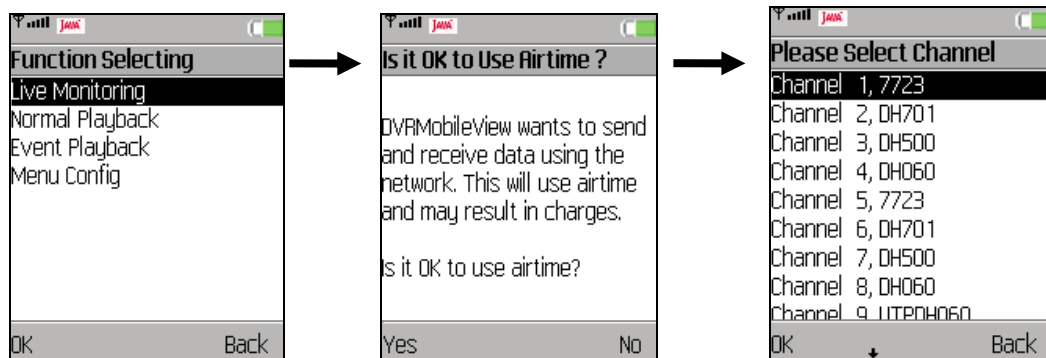 JAVA
Function Selecting
Live Monitoring
Normal Playback
Event Playback
Menu Config
OK Back
JAVA
Is it OK to Use Airtime ?
DVRMobileView wants to send
and receive data using the
network. This will use airtime
and may result in charges.
Is it OK to use airtime?
Yes No
JAVA
Please Select Channel
Channel 1, 7723
Channel 2, DH701
Channel 3, DH500
Channel 4, DH060
Channel 5, 7723
Channel 6, DH701
Channel 7, DH500
Channel 8, DH060
Channel 9, UTPDH060
OK Back